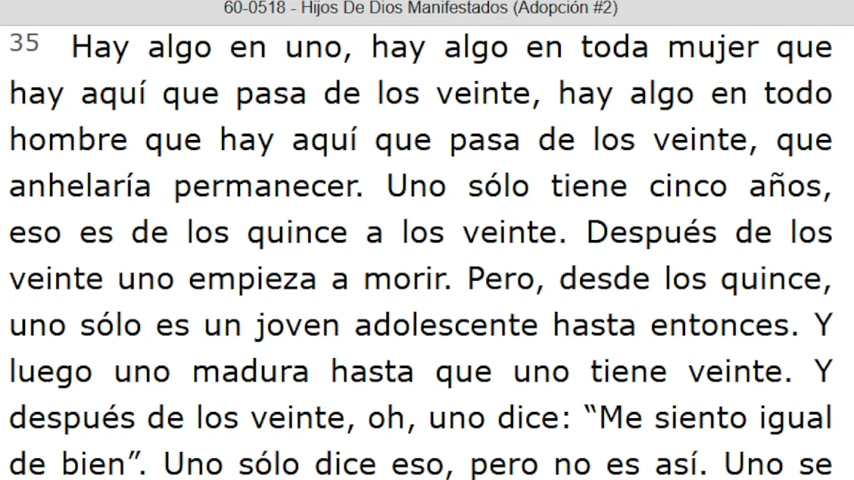 60-0518 - Hijos De Dios Manifestados (Adopción #2)
35 Hay algo en uno, hay algo en toda mujer que
hay aquí que pasa de los veinte, hay algo en todo
hombre que hay aquí que pasa de los veinte, que
anhelaría permanecer. Uno sólo tiene cinco años,
eso es de los quince a los veinte. Después de los
veinte uno empieza a morir. Pero, desde los quince,
uno sólo es un joven adolescente hasta entonces. Y
luego uno madura hasta que uno tiene veinte. Y
después de los veinte, oh, uno dice: “Me siento igual
de bien”. Uno sólo dice eso, pero no es así. Uno se